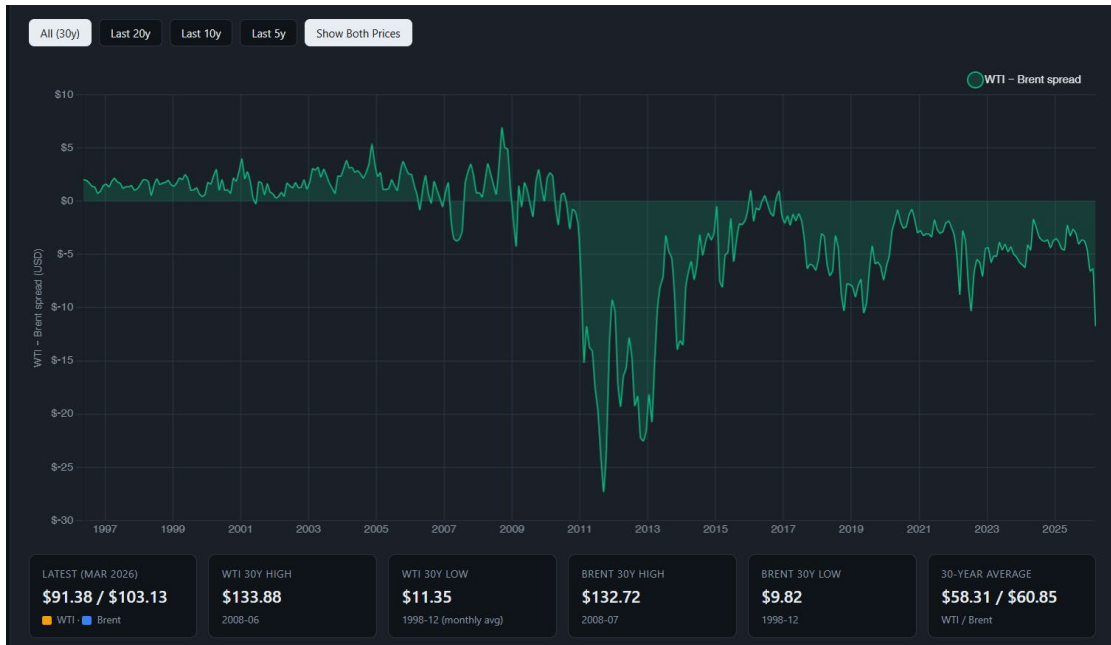 All (30y) Last 20y Last 10y Last 5y Show Both Prices
WTI − Brent spread
$10
$5
$0
$-5
$-10
$-15
$-20
$-25
$-30
WTI − Brent spread (USD)
1997 1999 2001 2003 2005 2007 2009 2011 2013 2015 2017 2019 2021 2023 2025
LATEST (MAR 2026)
$91.38 / $103.13
WTI · Brent
WTI 30Y HIGH
$133.88
2008-06
WTI 30Y LOW
$11.35
1998-12 (monthly avg)
BRENT 30Y HIGH
$132.72
2008-07
BRENT 30Y LOW
$9.82
1998-12
30-YEAR AVERAGE
$58.31 / $60.85
WTI / Brent